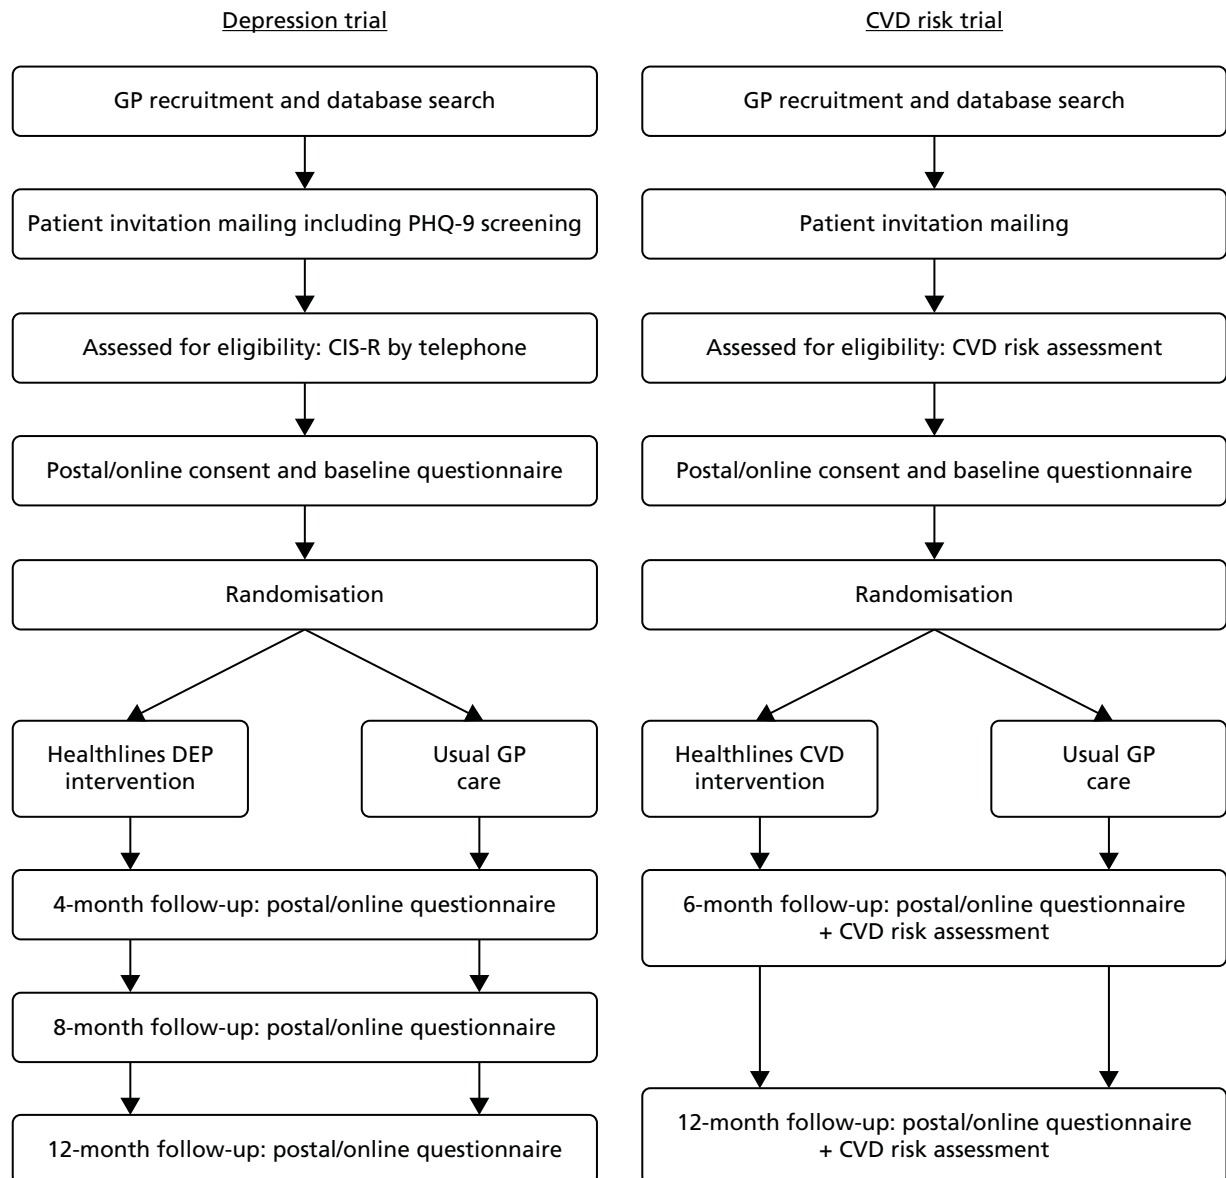 Depression trial
GP recruitment and database search
Patient invitation mailing including PHQ-9 screening
Assessed for eligibility: CIS-R by telephone
Postal/online consent and baseline questionnaire
Randomisation
Healthlines DEP
intervention
Usual GP
care
4-month follow-up: postal/online questionnaire
8-month follow-up: postal/online questionnaire
12-month follow-up: postal/online questionnaire
CVD risk trial
GP recruitment and database search
Patient invitation mailing
Assessed for eligibility: CVD risk assessment
Postal/online consent and baseline questionnaire
Randomisation
Healthlines CVD
intervention
Usual GP
care
6-month follow-up: postal/online questionnaire
+ CVD risk assessment
12-month follow-up: postal/online questionnaire
+ CVD risk assessment